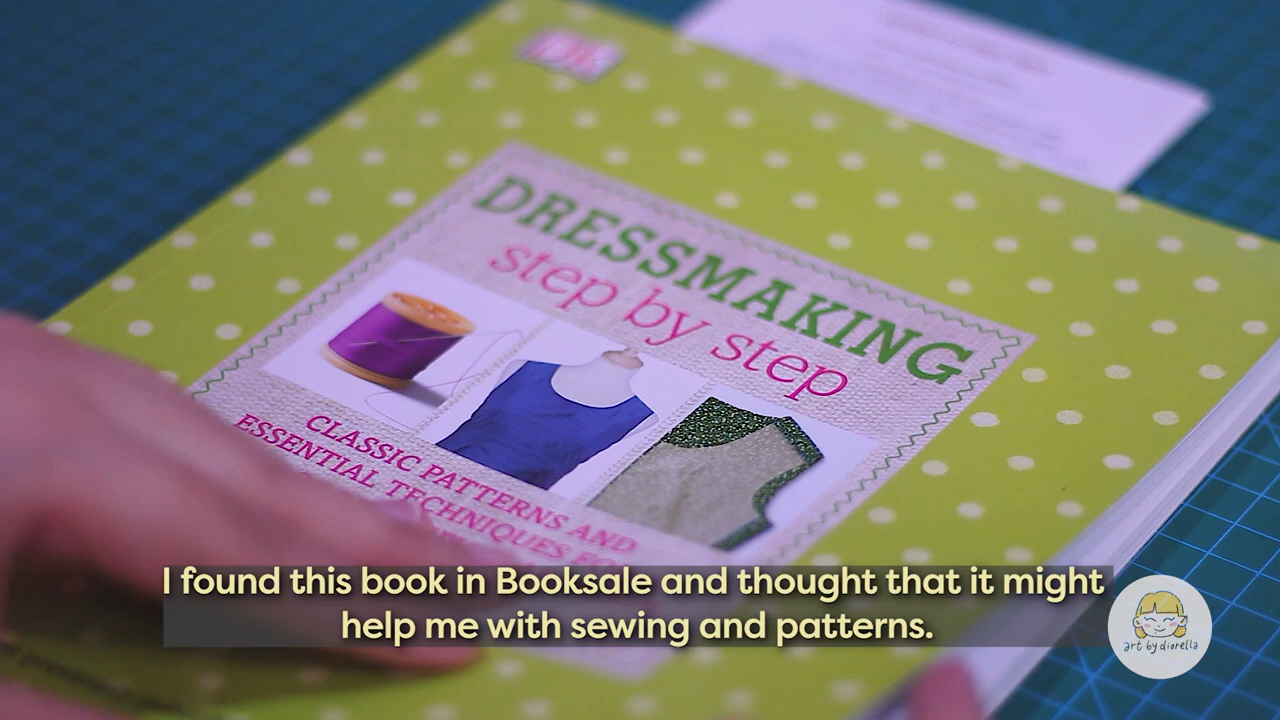 DK
DRESSMAKING
step by step
CLASSIC PATTERNS AND
ESSENTIAL TECHNIQUES
I found this book in Booksale and thought that it might
help me with sewing and patterns.
art by diorella